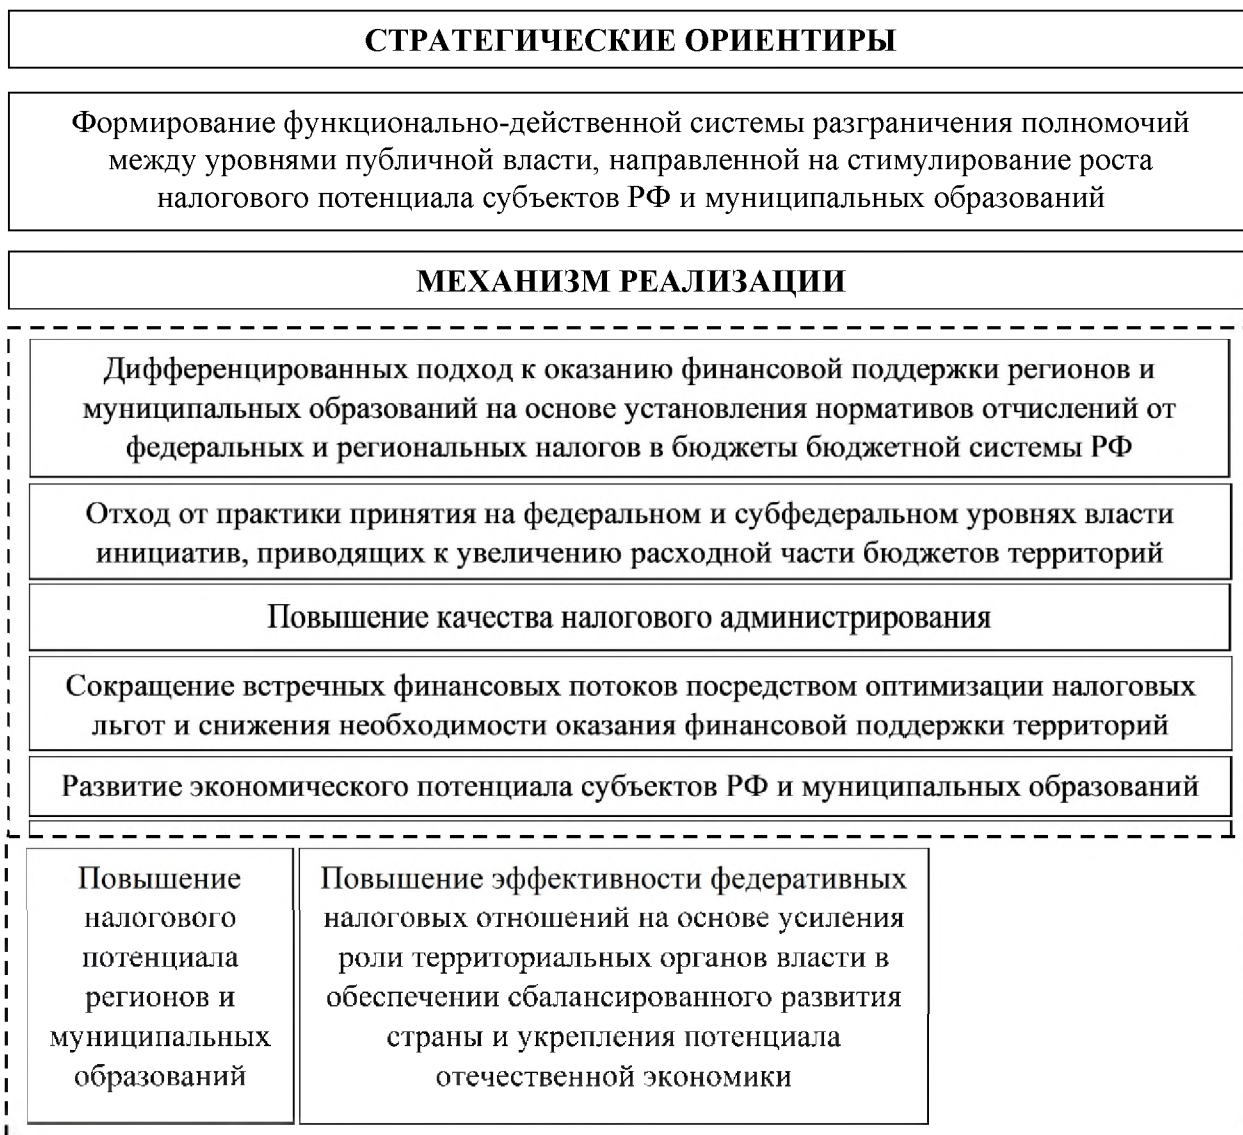 СТРАТЕГИЧЕСКИЕ ОРИЕНТИРЫ
Формирование функционально-действенной системы разграничения полномочий
между уровнями публичной власти, направленной на стимулирование роста
налогового потенциала субъектов РФ и муниципальных образований
МЕХАНИЗМ РЕАЛИЗАЦИИ
Дифференцированных подход к оказанию финансовой поддержки регионов и
муниципальных образований на основе установления нормативов отчислений от
федеральных и региональных налогов в бюджеты бюджетной системы РФ
Отход от практики принятия на федеральном и субфедеральном уровнях власти
инициатив, приводящих к увеличению расходной части бюджетов территорий
Повышение качества налогового администрирования
Сокращение встречных финансовых потоков посредством оптимизации налоговых
льгот и снижения необходимости оказания финансовой поддержки территорий
Развитие экономического потенциала субъектов РФ и муниципальных образований
Повышение
налогового
потенциала
регионов и
муниципальных
образований
Повышение эффективности федеративных
налоговых отношений на основе усиления
роли территориальных органов власти в
обеспечении сбалансированного развития
страны и укрепления потенциала
отечественной экономики